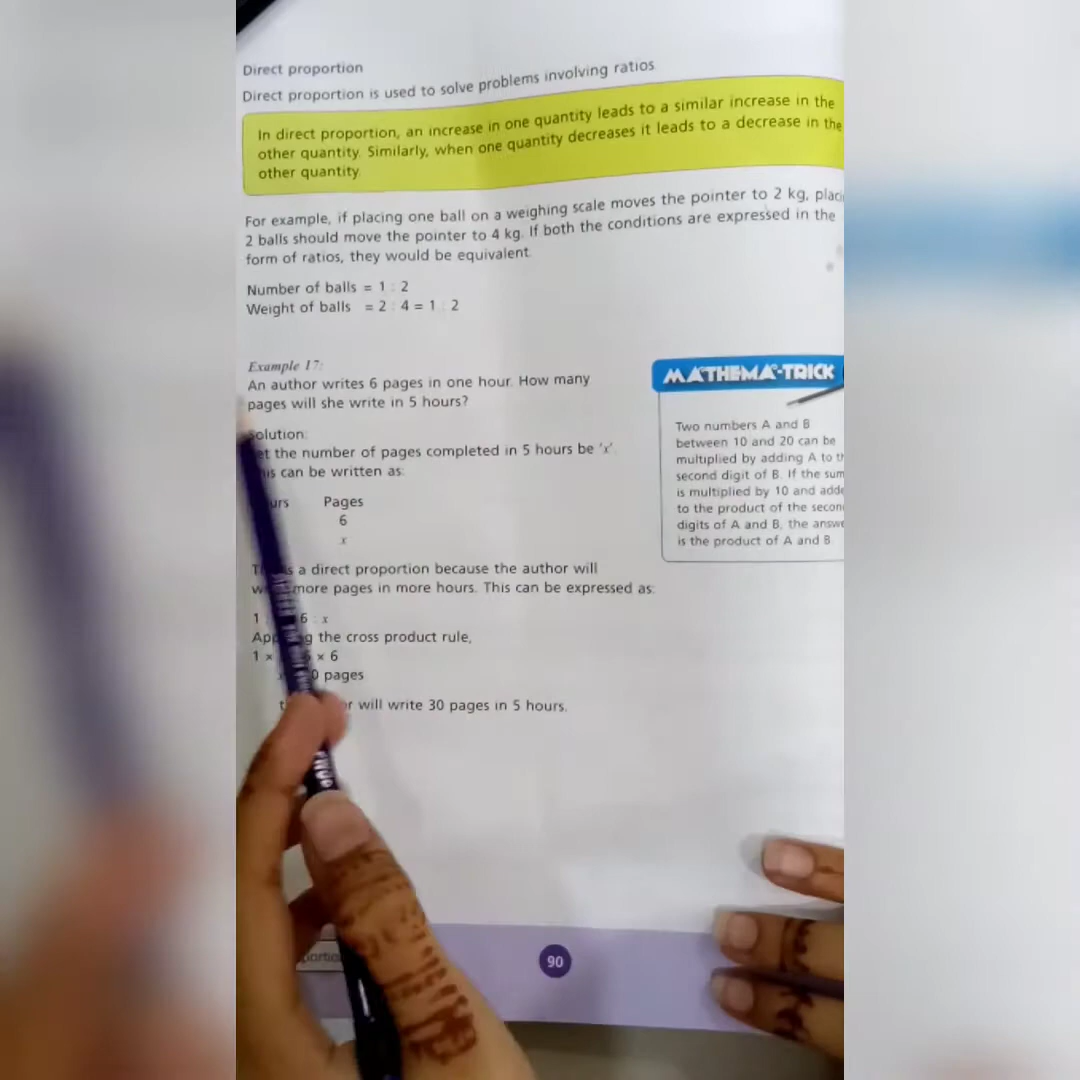 Direct proportion
Direct proportion is used to solve problems involving ratios
In direct proportion, an increase in one quantity leads to a similar increase in the
other quantity. Similarly, when one quantity decreases it leads to a decrease in the
other quantity
For example, if placing one ball on a weighing scale moves the pointer to 2 kg, placi
2 balls should move the pointer to 4 kg. If both the conditions are expressed in the
form of ratios, they would be equivalent
Number of balls = 1 : 2
Weight of balls = 2 : 4 = 1 : 2
Example 17:
An author writes 6 pages in one hour. How many
pages will she write in 5 hours?
Solution:
et the number of pages completed in 5 hours be 'x'
is can be written as:
urs Pages
6
x
s a direct proportion because the author will
more pages in more hours. This can be expressed as:
1 : 6 : x
g the cross product rule,
1 × × 6
0 pages
r will write 30 pages in 5 hours.
MATHEMA-TRICK
Two numbers A and B
between 10 and 20 can be
multiplied by adding A to th
second digit of B. If the sum
is multiplied by 10 and adde
to the product of the secon
digits of A and B, the answe
is the product of A and B
portio
90